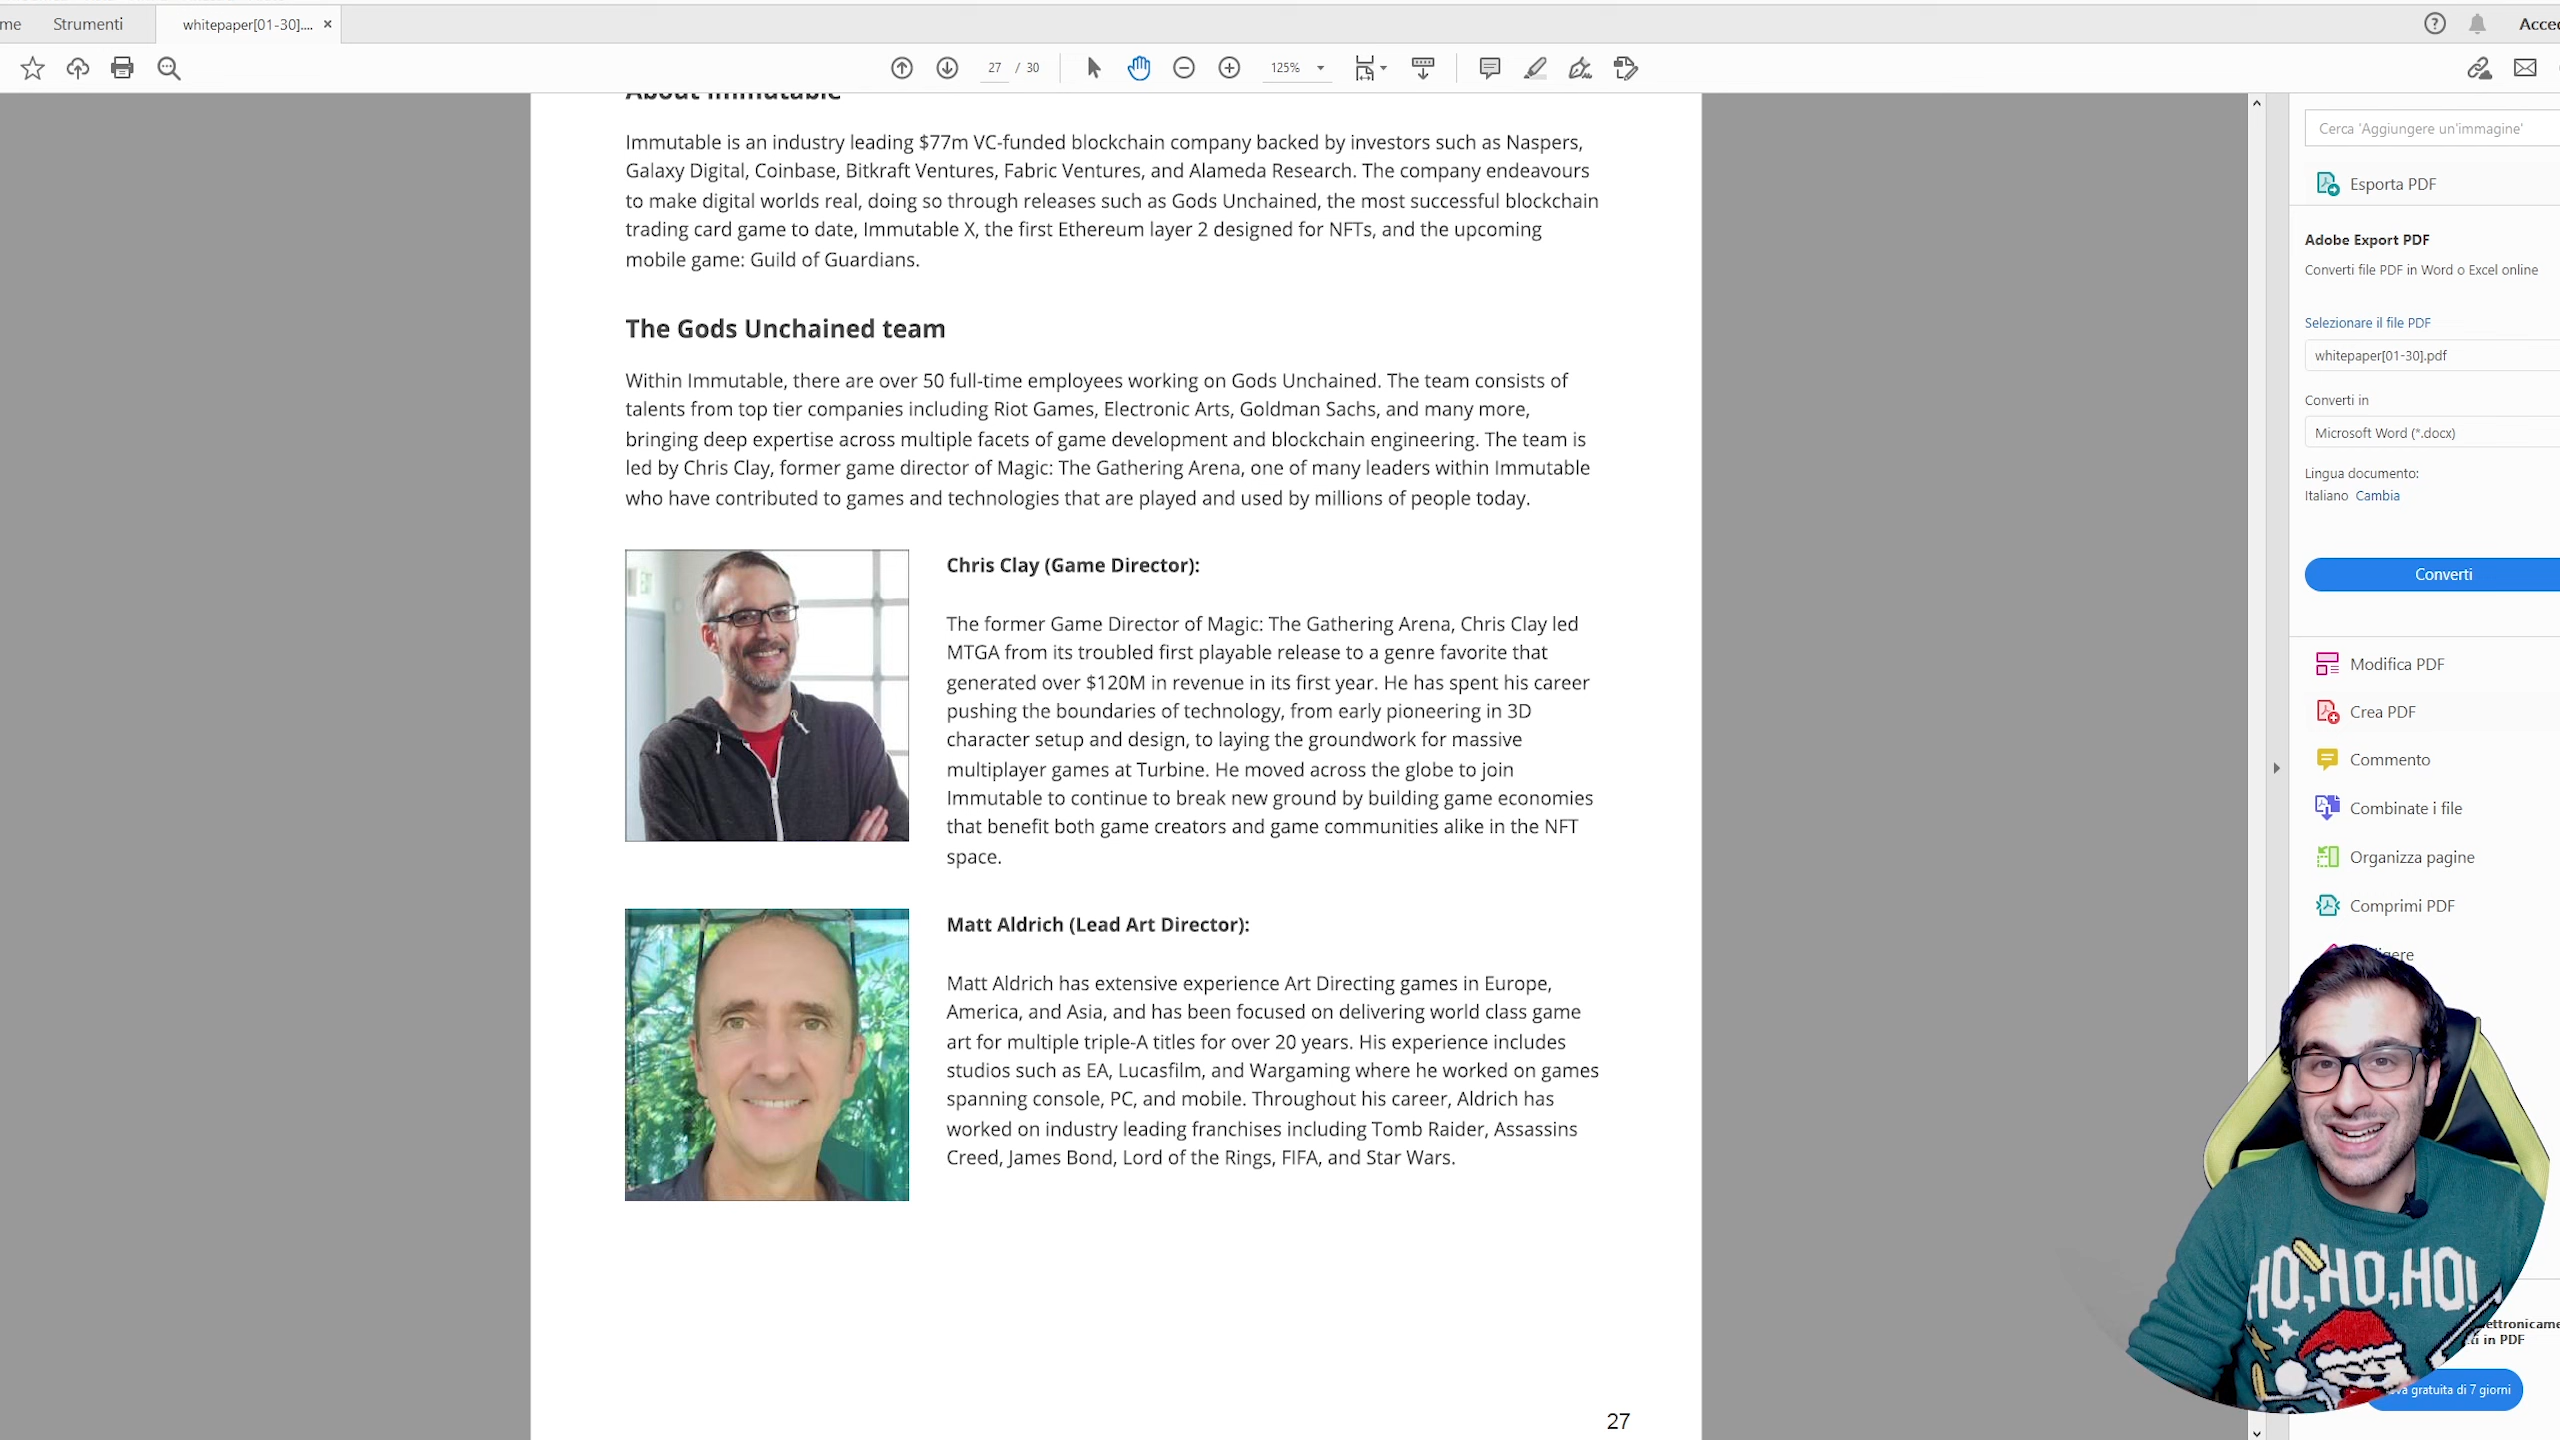 me
Strumenti
whitepaper[01-30]....
Acce
27 / 30
125%
About Immutable
Immutable is an industry leading $77m VC-funded blockchain company backed by investors such as Naspers,
Galaxy Digital, Coinbase, Bitkraft Ventures, Fabric Ventures, and Alameda Research. The company endeavours
to make digital worlds real, doing so through releases such as Gods Unchained, the most successful blockchain
trading card game to date, Immutable X, the first Ethereum layer 2 designed for NFTs, and the upcoming
mobile game: Guild of Guardians.
The Gods Unchained team
Within Immutable, there are over 50 full-time employees working on Gods Unchained. The team consists of
talents from top tier companies including Riot Games, Electronic Arts, Goldman Sachs, and many more,
bringing deep expertise across multiple facets of game development and blockchain engineering. The team is
led by Chris Clay, former game director of Magic: The Gathering Arena, one of many leaders within Immutable
who have contributed to games and technologies that are played and used by millions of people today.
Chris Clay (Game Director):
The former Game Director of Magic: The Gathering Arena, Chris Clay led
MTGA from its troubled first playable release to a genre favorite that
generated over $120M in revenue in its first year. He has spent his career
pushing the boundaries of technology, from early pioneering in 3D
character setup and design, to laying the groundwork for massive
multiplayer games at Turbine. He moved across the globe to join
Immutable to continue to break new ground by building game economies
that benefit both game creators and game communities alike in the NFT
space.
Matt Aldrich (Lead Art Director):
Matt Aldrich has extensive experience Art Directing games in Europe,
America, and Asia, and has been focused on delivering world class game
art for multiple triple-A titles for over 20 years. His experience includes
studios such as EA, Lucasfilm, and Wargaming where he worked on games
spanning console, PC, and mobile. Throughout his career, Aldrich has
worked on industry leading franchises including Tomb Raider, Assassins
Creed, James Bond, Lord of the Rings, FIFA, and Star Wars.
27
Cerca 'Aggiungere un'immagine'
Esporta PDF
Adobe Export PDF
Converti file PDF in Word o Excel online
Selezionare il file PDF
whitepaper[01-30].pdf
Converti in
Microsoft Word (*.docx)
Lingua documento:
Italiano Cambia
Converti
Modifica PDF
Crea PDF
Commento
Combinate i file
Organizza pagine
Comprimi PDF
igere
HO,HO,HO!
ettronicame
ti in PDF
va gratuita di 7 giorni